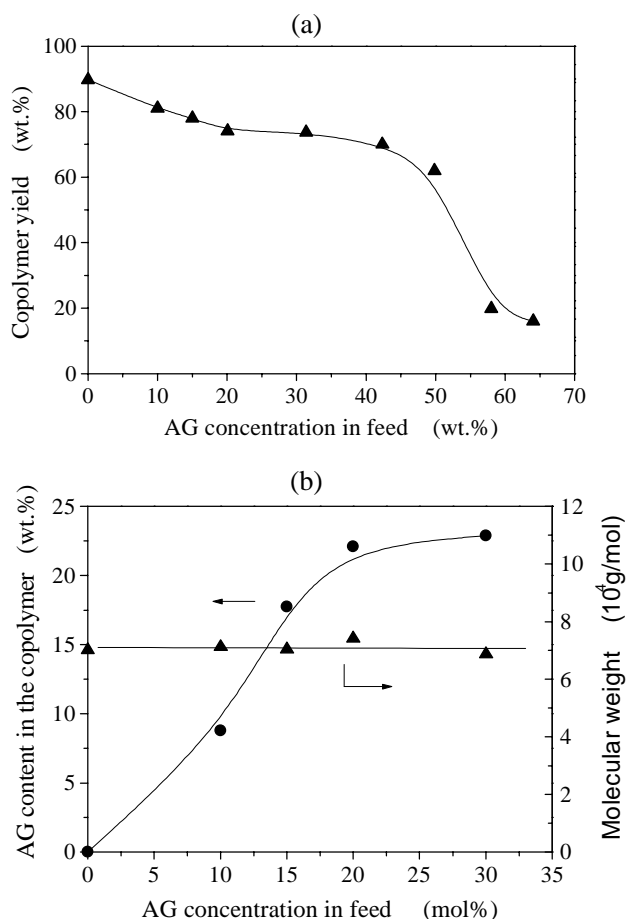 (a)
Copolymer yield (wt.%)
100
80
60
40
20
0
0 10 20 30 40 50 60 70
AG concentration in feed (wt.%)
(b)
AG content in the copolymer (wt.%)
25
20
15
10
5
0
12
10
8
6
4
2
0
Molecular weight (10⁴g/mol)
0 5 10 15 20 25 30 35
AG concentration in feed (mol%)